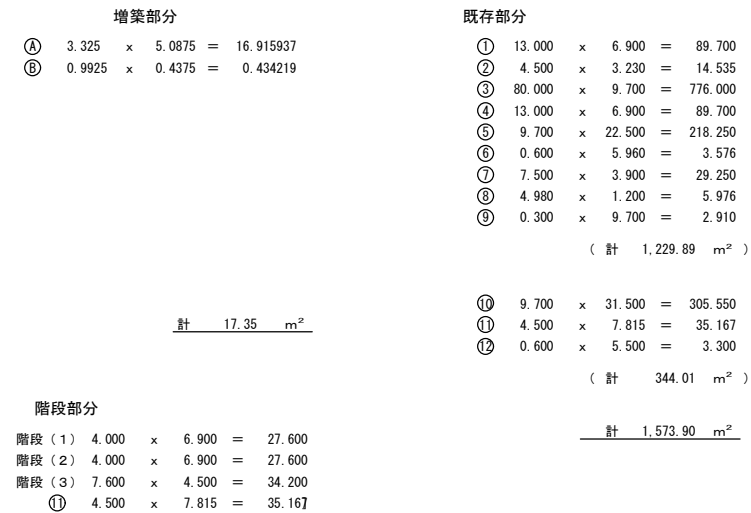 増築部分
Ⓐ 3.325 x 5.0875 = 16.915937
Ⓑ 0.9925 x 0.4375 = 0.434219
計 17.35 m²
階段部分
階段（1） 4.000 x 6.900 = 27.600
階段（2） 4.000 x 6.900 = 27.600
階段（3） 7.600 x 4.500 = 34.200
⑪ 4.500 x 7.815 = 35.167
既存部分
① 13.000 x 6.900 = 89.700
② 4.500 x 3.230 = 14.535
③ 80.000 x 9.700 = 776.000
④ 13.000 x 6.900 = 89.700
⑤ 9.700 x 22.500 = 218.250
⑥ 0.600 x 5.960 = 3.576
⑦ 7.500 x 3.900 = 29.250
⑧ 4.980 x 1.200 = 5.976
⑨ 0.300 x 9.700 = 2.910
（ 計 1,229.89 m² ）
⑩ 9.700 x 31.500 = 305.550
⑪ 4.500 x 7.815 = 35.167
⑫ 0.600 x 5.500 = 3.300
（ 計 344.01 m² ）
計 1,573.90 m²